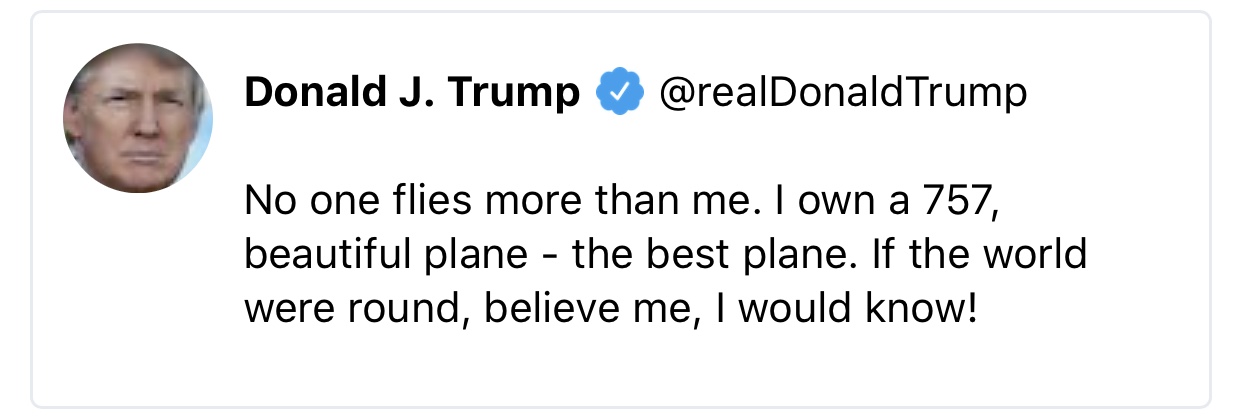 Donald J. Trump @realDonaldTrump
No one flies more than me. I own a 757,
beautiful plane - the best plane. If the world
were round, believe me, I would know!